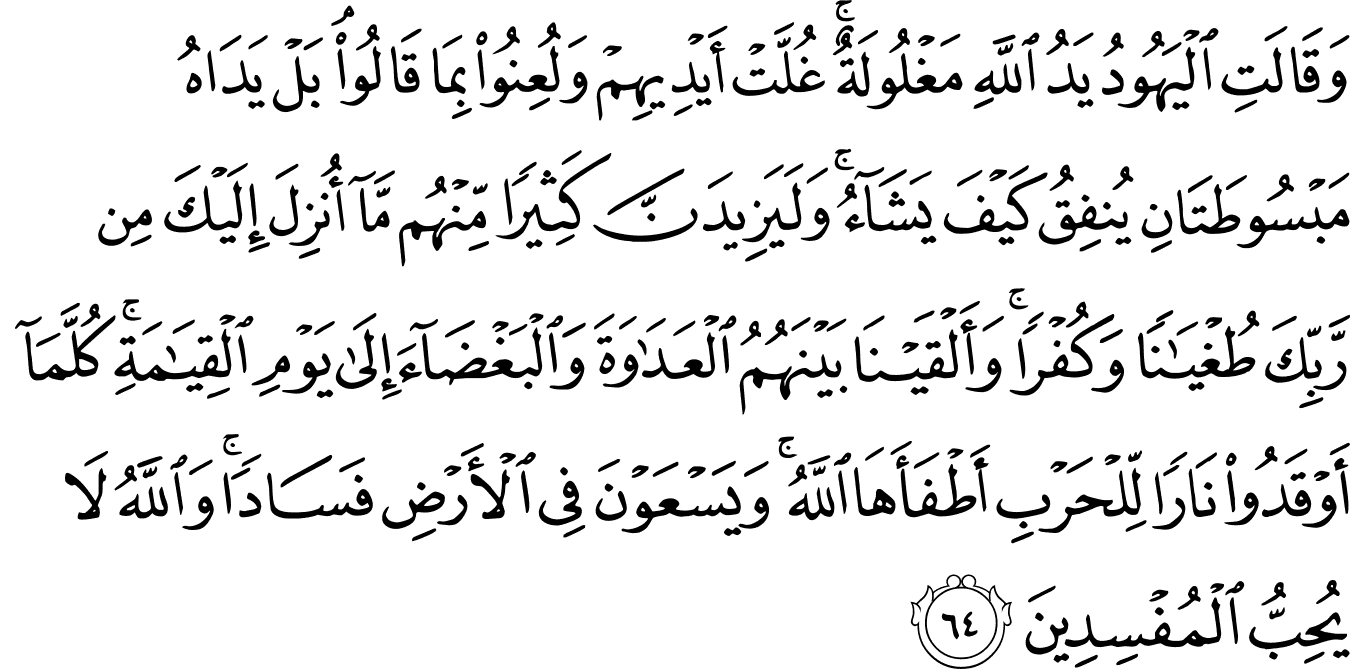 وَقَالَتِ ٱلْيَهُودُ يَدُ ٱللَّهِ مَغْلُولَةٌ ۚ غُلَّتْ أَيْدِيهِمْ وَلُعِنُوا۟ بِمَا قَالُوا۟ ۘ بَلْ يَدَاهُ
مَبْسُوطَتَانِ يُنفِقُ كَيْفَ يَشَآءُ ۚ وَلَيَزِيدَنَّ كَثِيرًا مِّنْهُم مَّآ أُنزِلَ إِلَيْكَ مِن
رَّبِّكَ طُغْيَـٰنًا وَكُفْرًا ۚ وَأَلْقَيْنَا بَيْنَهُمُ ٱلْعَدَٰوَةَ وَٱلْبَغْضَآءَ إِلَىٰ يَوْمِ ٱلْقِيَـٰمَةِ ۚ كُلَّمَآ
أَوْقَدُوا۟ نَارًا لِّلْحَرْبِ أَطْفَأَهَا ٱللَّهُ ۚ وَيَسْعَوْنَ فِى ٱلْأَرْضِ فَسَادًا ۚ وَٱللَّهُ لَا
يُحِبُّ ٱلْمُفْسِدِينَ ٦٤